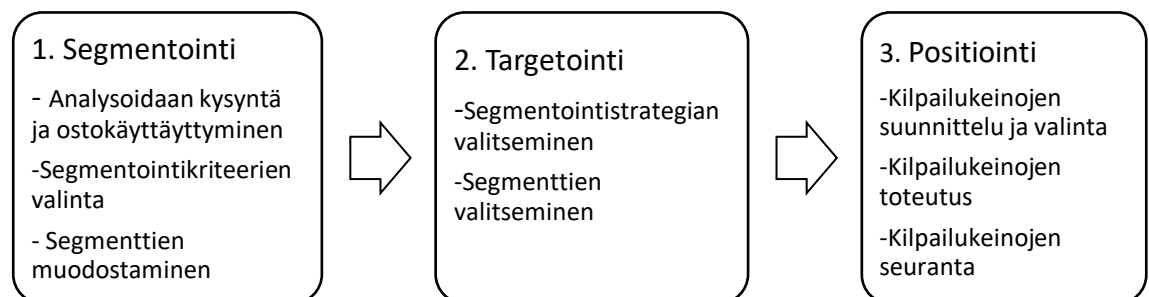 1. Segmentointi
- Analysoidaan kysyntä
ja ostokäyttäyttyminen
-Segmentointikriteerien
valinta
- Segmenttien
muodostaminen
2. Targetointi
-Segmentointistrategian
valitseminen
-Segmenttien
valitseminen
3. Positiointi
-Kilpailukeinojen
suunnittelu ja valinta
-Kilpailukeinojen
toteutus
-Kilpailukeinojen
seuranta